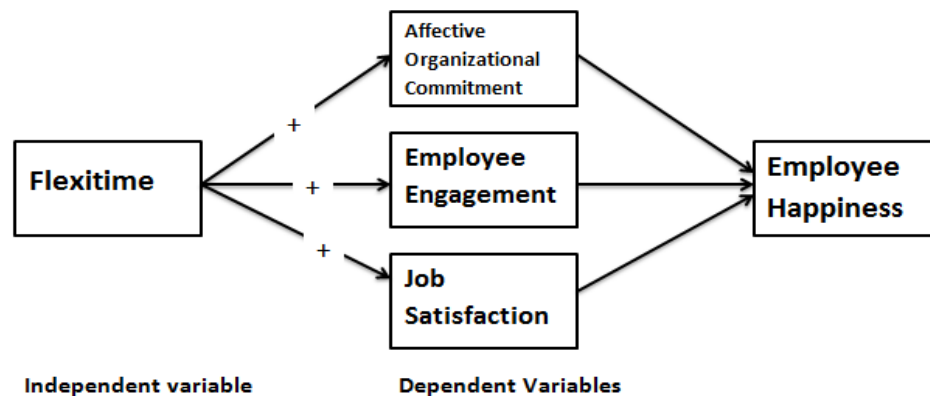 Affective
Organizational
Commitment
+
Flexitime
Employee
Engagement
+
Employee
Happiness
+
Job
Satisfaction
Independent variable
Dependent Variables